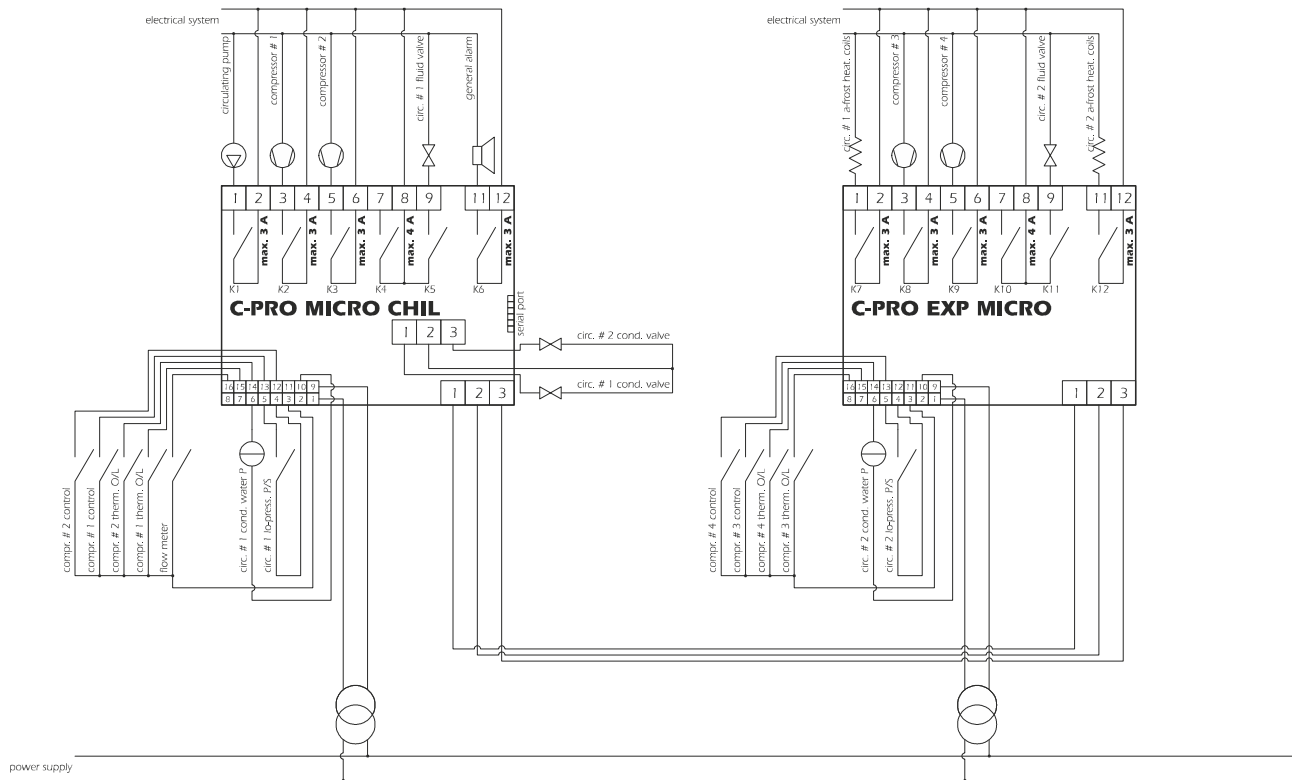 electrical system
circulating pump
compressor # 1
compressor # 2
circ. # 1 fluid valve
general alarm
1 2 3 4 5 6 7 8 9 11 12
max. 3 A
max. 3 A
max. 3 A
max. 4 A
max. 3 A
K1 K2 K3 K4 K5 K6
C-PRO MICRO CHIL
serial port
1 2 3
circ. # 2 cond. valve
circ. # 1 cond. valve
16 15 14 13 12 11 10 9
8 7 6 5 4 3 2 1
1 2 3
compr. # 2 control
compr. # 1 control
compr. # 2 therm. O/L
compr. # 1 therm. O/L
flow meter
circ. # 1 cond. water P
circ. # 1 lo-press. P/S
electrical system
circ. # 1 a-frost heat. coils
compressor # 3
compressor # 4
circ. # 2 fluid valve
circ. # 2 a-frost heat. coils
1 2 3 4 5 6 7 8 9 11 12
max. 3 A
max. 3 A
max. 3 A
max. 4 A
max. 3 A
K7 K8 K9 K10 K11 K12
C-PRO EXP MICRO
16 15 14 13 12 11 10 9
8 7 6 5 4 3 2 1
1 2 3
compr. # 4 control
compr. # 3 control
compr. # 4 therm. O/L
compr. # 3 therm. O/L
circ. # 2 cond. water P
circ. # 2 lo-press. P/S
power supply